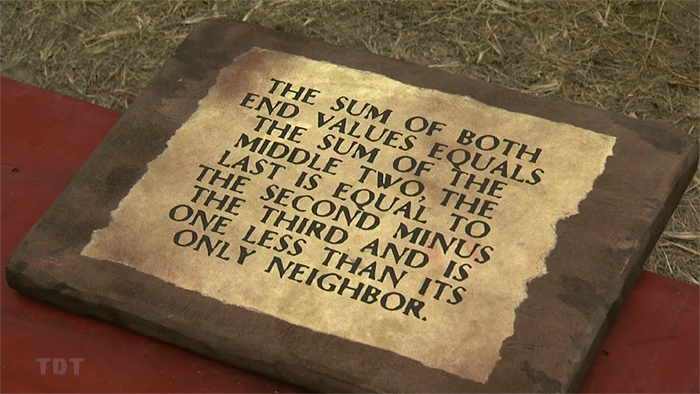 THE SUM OF BOTH
END VALUES EQUALS
THE SUM OF THE
MIDDLE TWO, THE
LAST IS EQUAL TO
THE SECOND MINUS
THE THIRD AND IS
ONE LESS THAN ITS
ONLY NEIGHBOR.
TDT